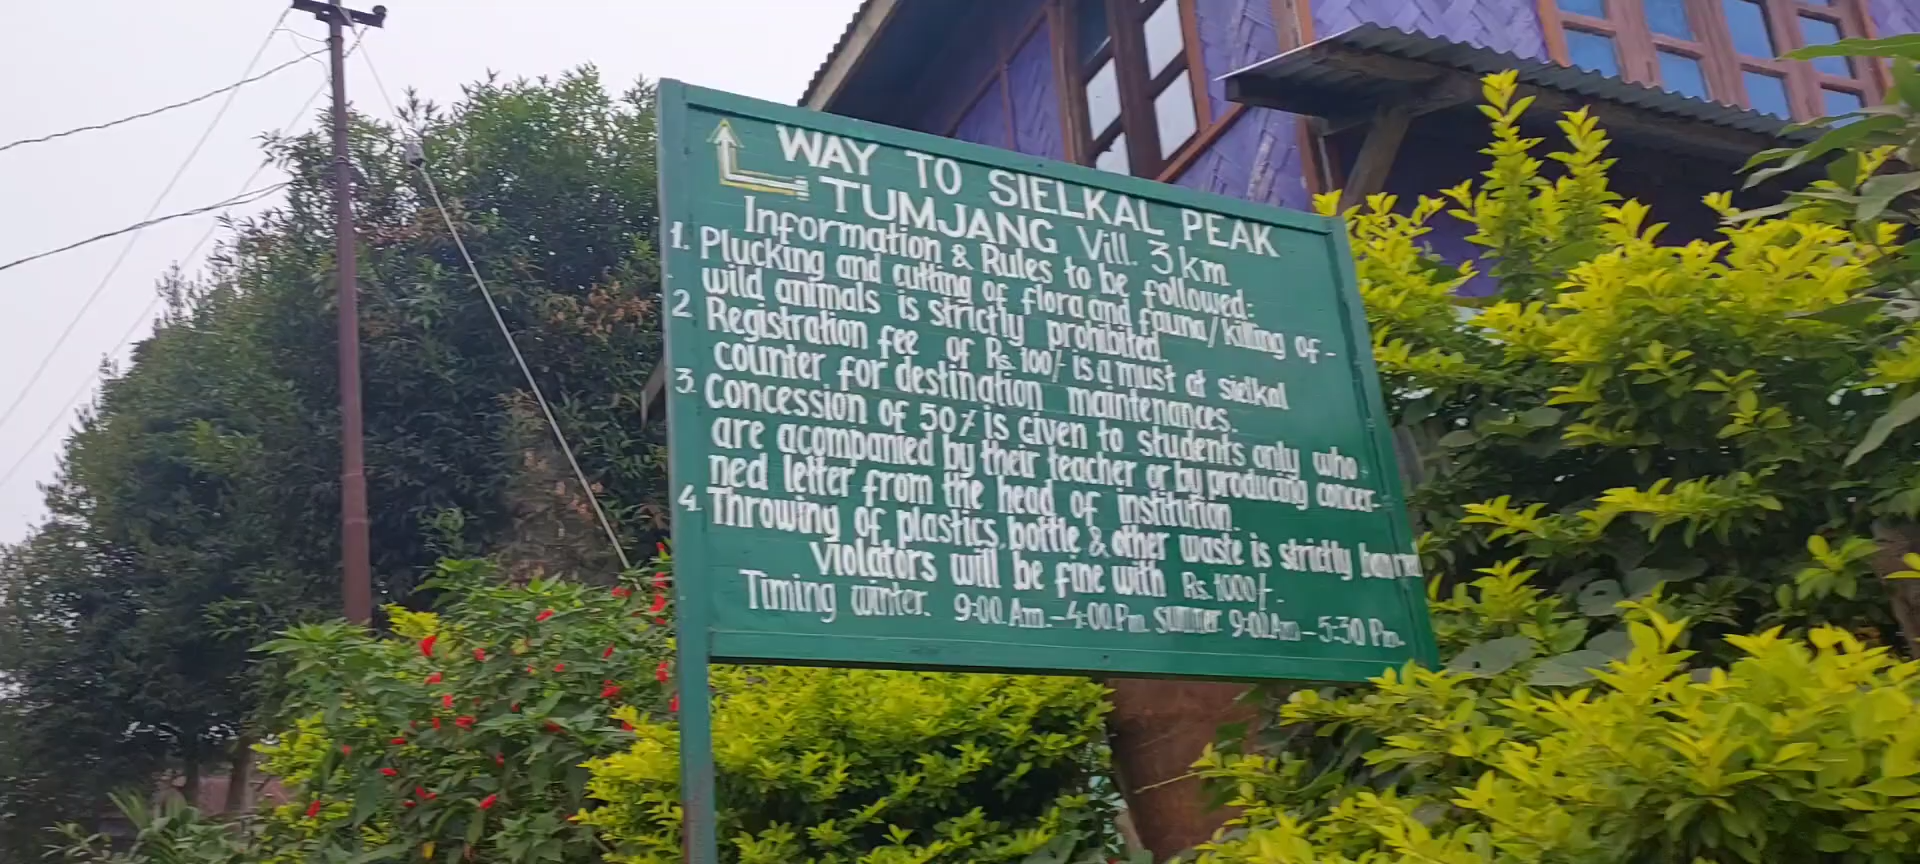 WAY TO SIELKAL PEAK
TUMJANG Vill. 3 km
Information & Rules to be followed:
1. Plucking and cutting of flora and fauna/killing of-
wild animals is strictly prohibited.
2 Registration fee of Rs. 100/- is a must at sielkal
counter for destination maintenances.
3. Concession of 50% is civen to students only who
are acompanied by their teacher or by producing concer-
ned letter from the head of institution.
4. Throwing of plastics, bottle & other waste is strictly banned
Violators will be fine with Rs. 1000/-.
Timing winter. 9:00 Am.-4:00 Pm. summer 9:00 Am-5:30 Pm.